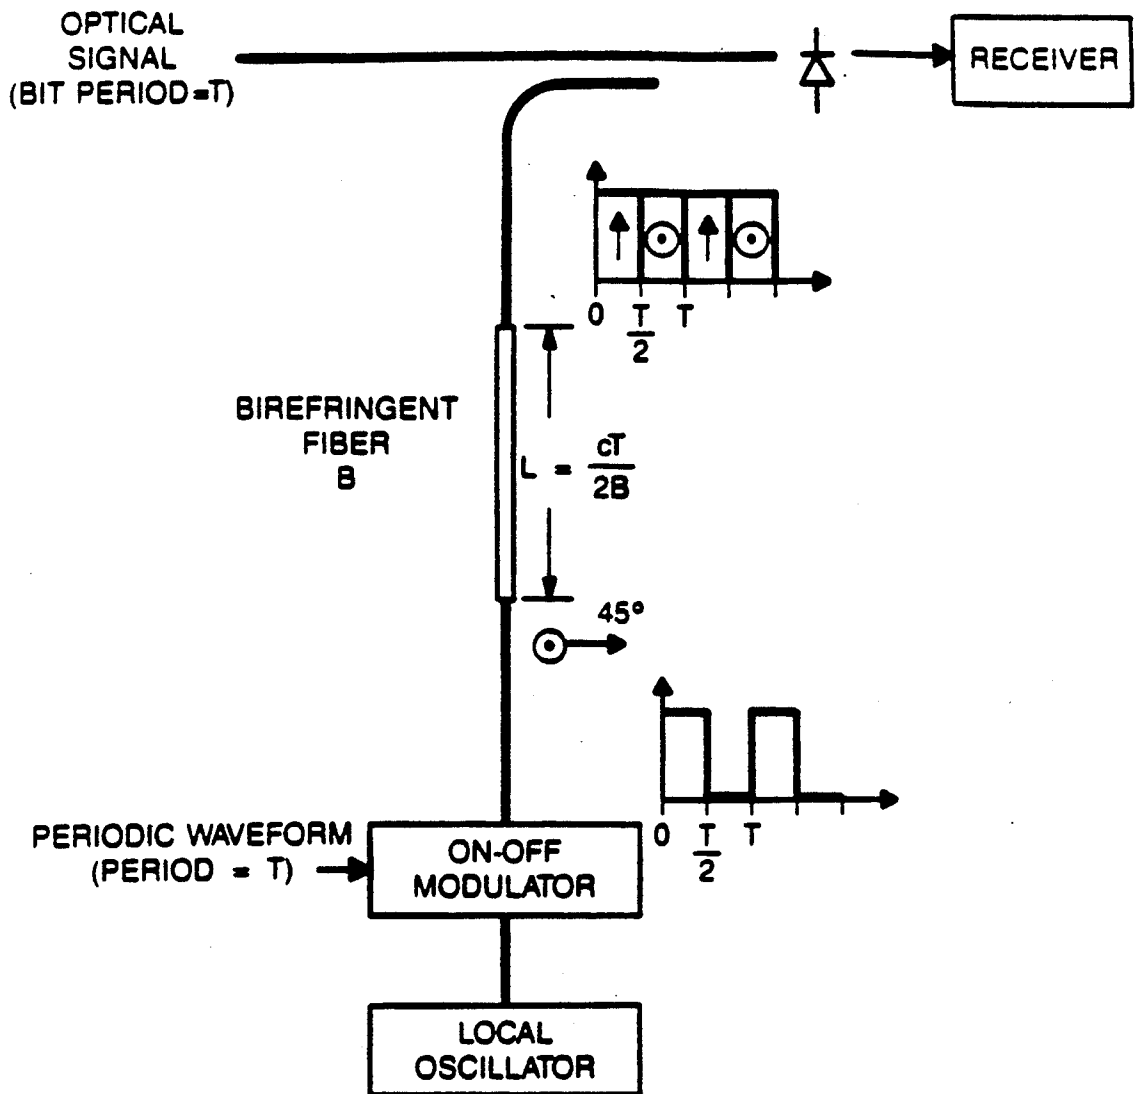 OPTICAL
SIGNAL
(BIT PERIOD=T)
RECEIVER
0 T/2 T
BIREFRINGENT
FIBER
B
L = cT/2B
45°
0 T/2 T
PERIODIC WAVEFORM
(PERIOD = T)
ON-OFF
MODULATOR
LOCAL
OSCILLATOR